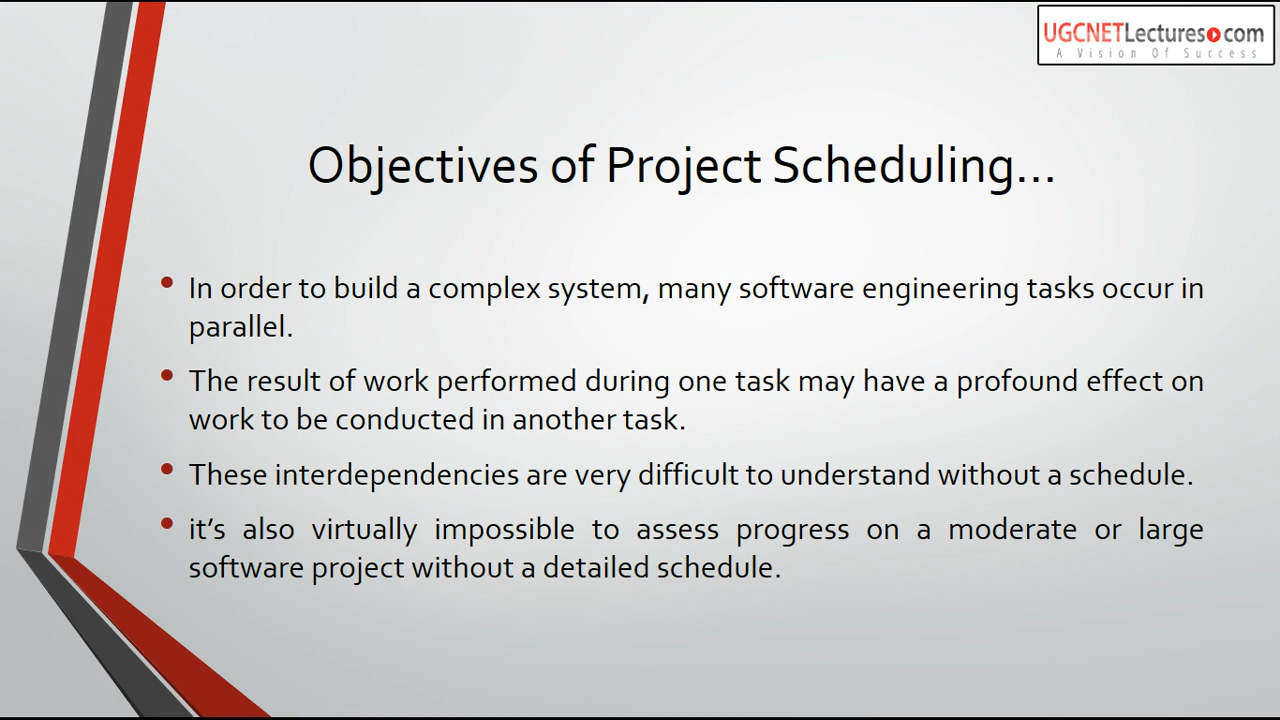 UGCNETLectures.com
A Vision Of Success
Objectives of Project Scheduling...
In order to build a complex system, many software engineering tasks occur in
parallel.
The result of work performed during one task may have a profound effect on
work to be conducted in another task.
These interdependencies are very difficult to understand without a schedule.
it’s also virtually impossible to assess progress on a moderate or large
software project without a detailed schedule.